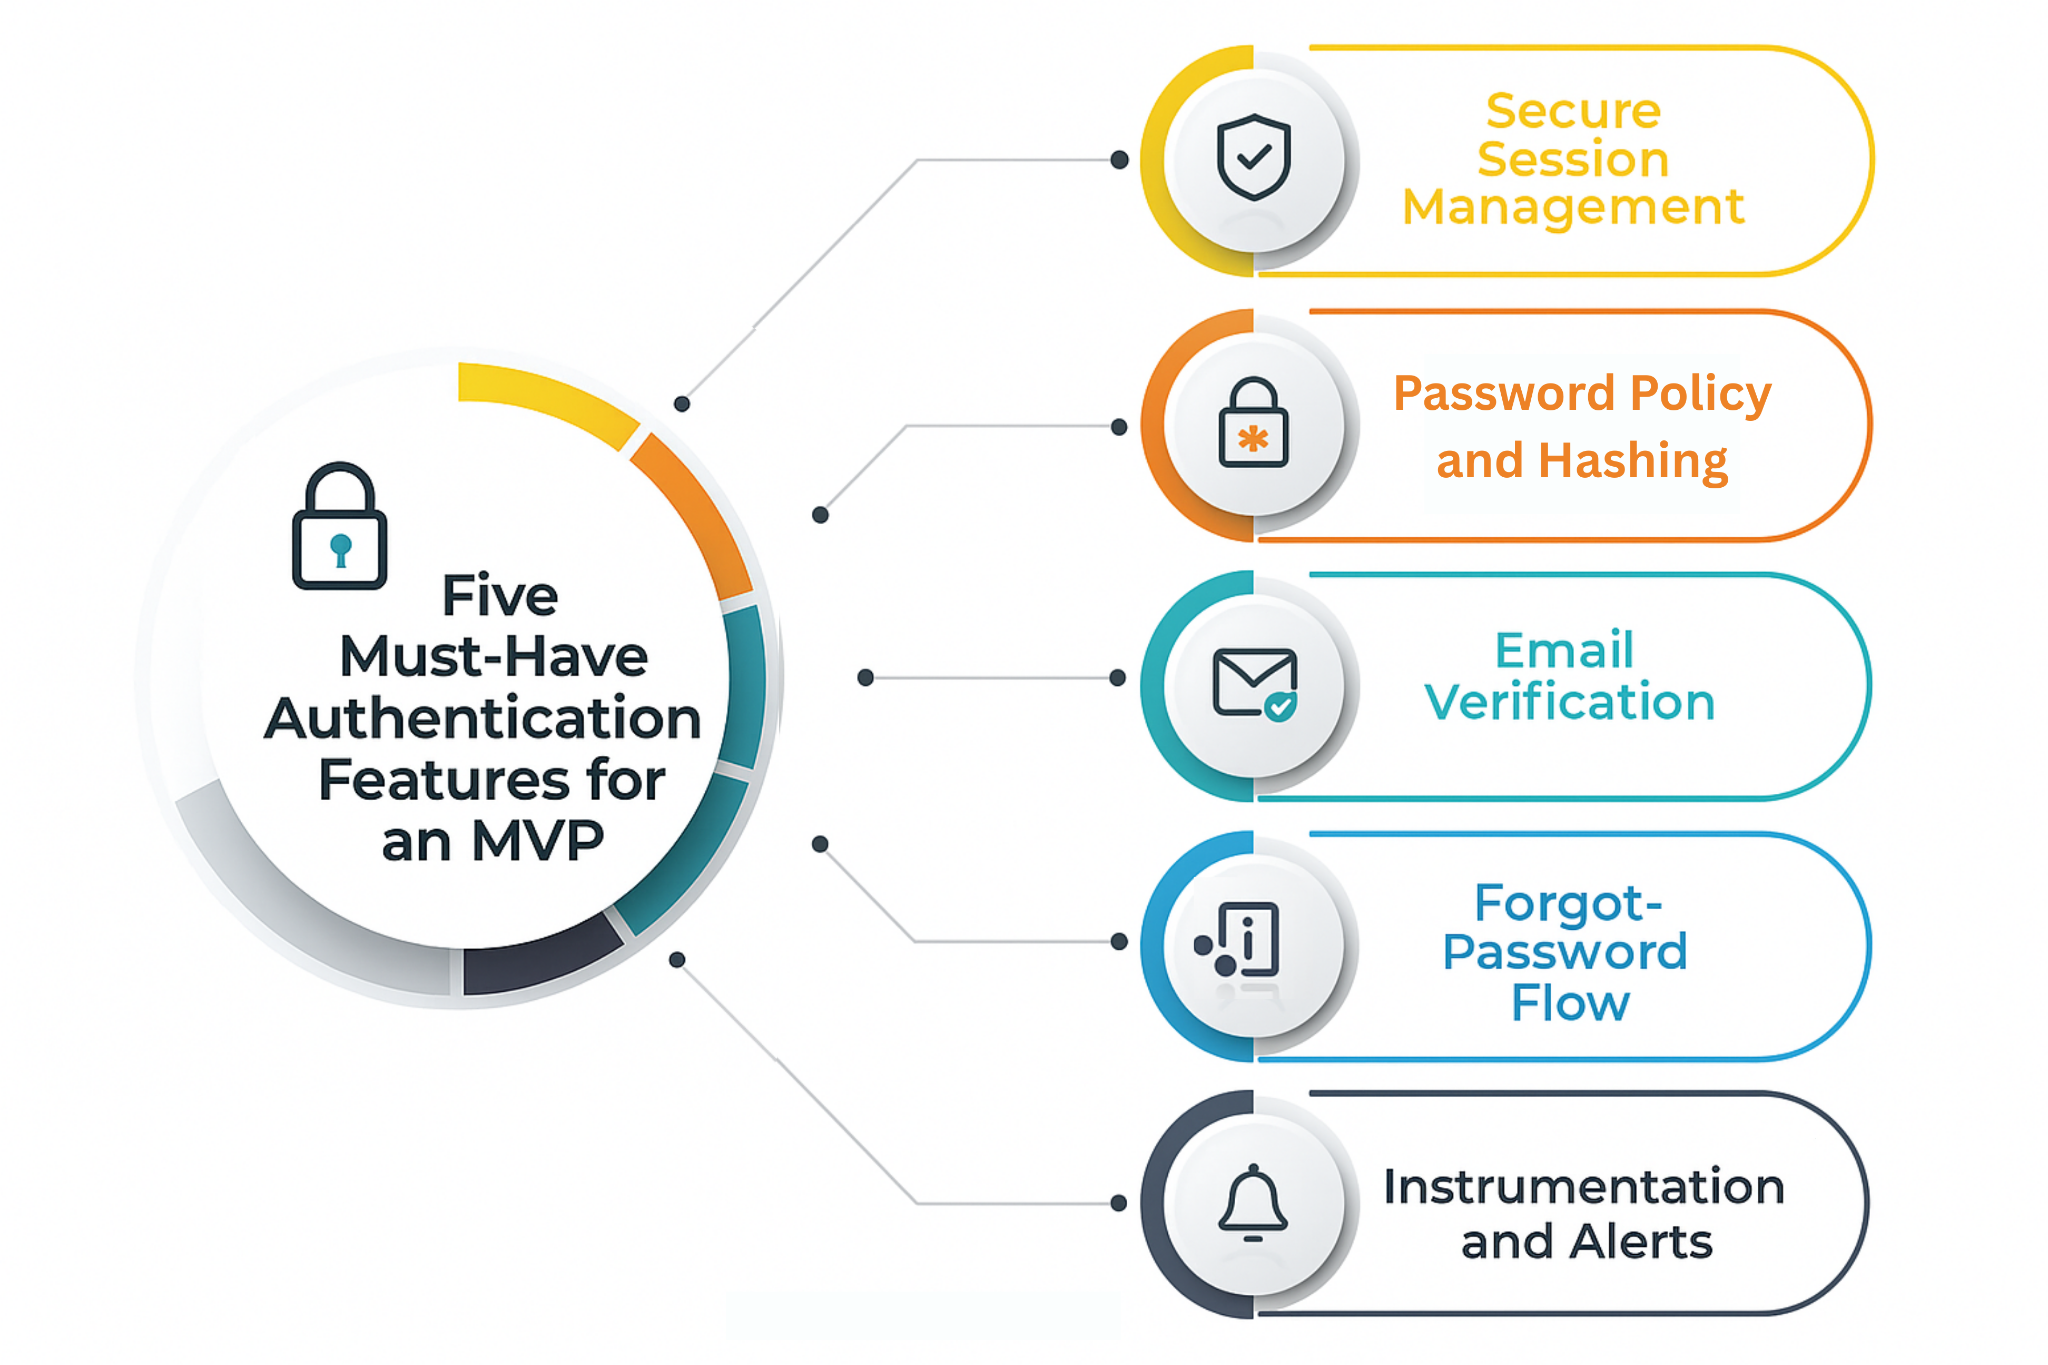 Five
Must-Have
Authentication
Features for
an MVP
Secure
Session
Management
Password Policy
and Hashing
Email
Verification
Forgot-
Password
Flow
Instrumentation
and Alerts